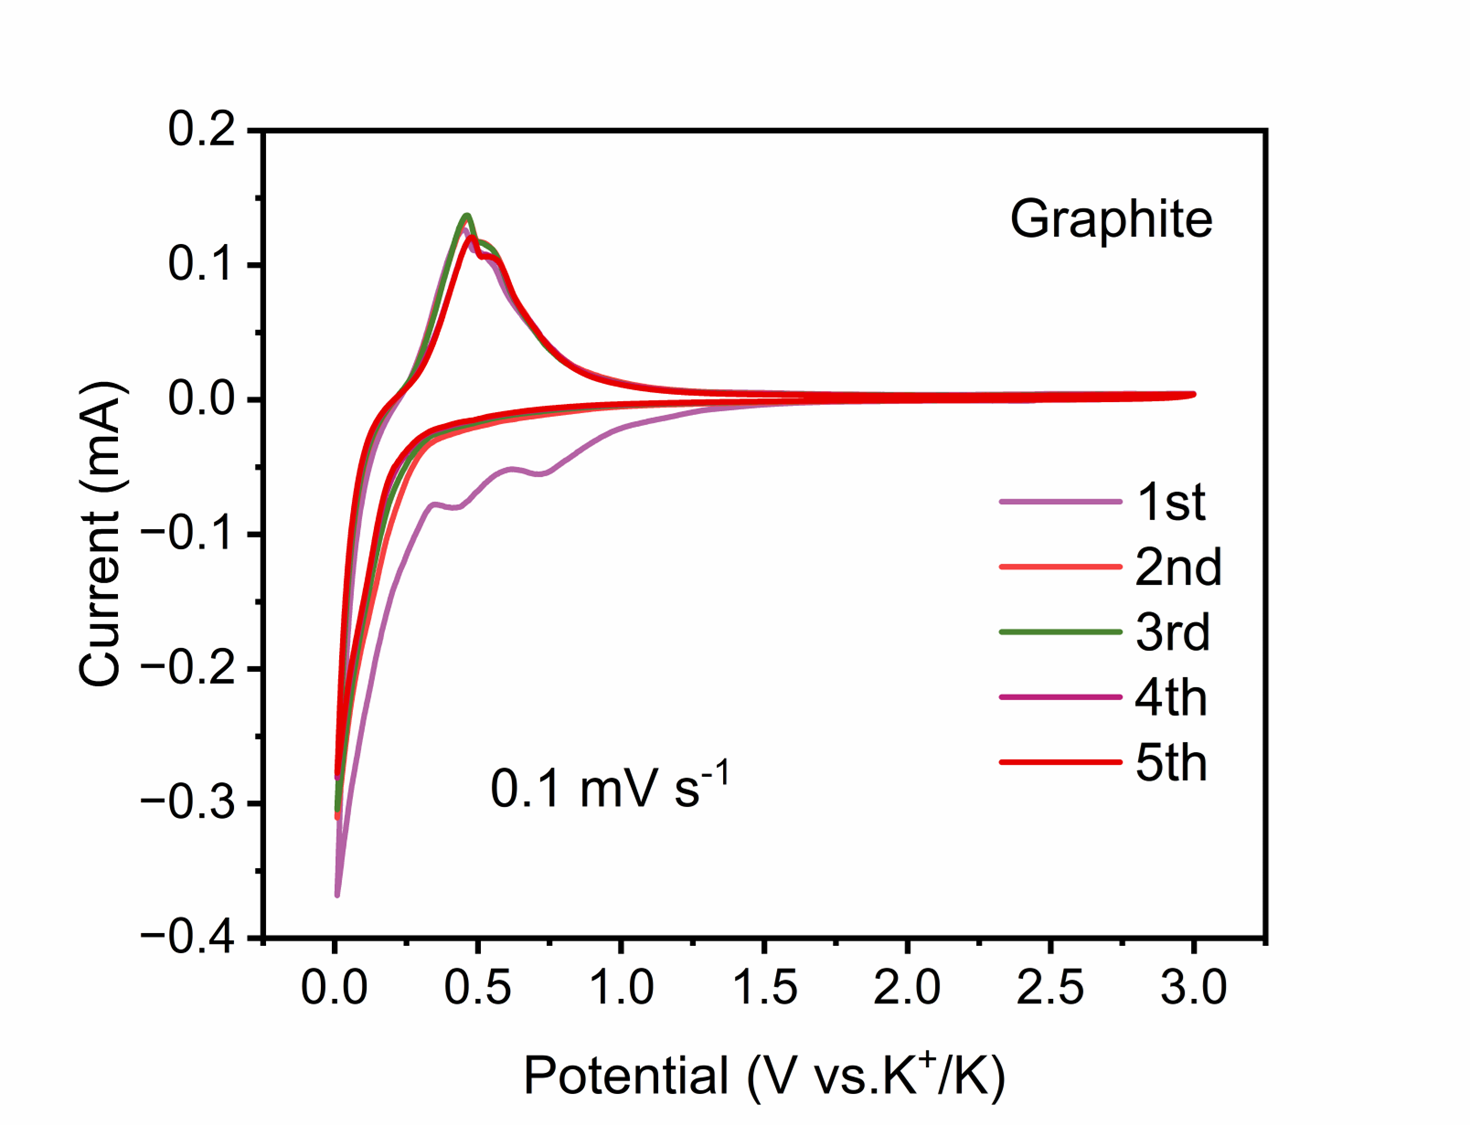 0.2
0.1
0.0
−0.1
−0.2
−0.3
−0.4
Current (mA)
Graphite
1st
2nd
3rd
4th
5th
0.1 mV s⁻¹
0.0 0.5 1.0 1.5 2.0 2.5 3.0
Potential (V vs.K⁺/K)